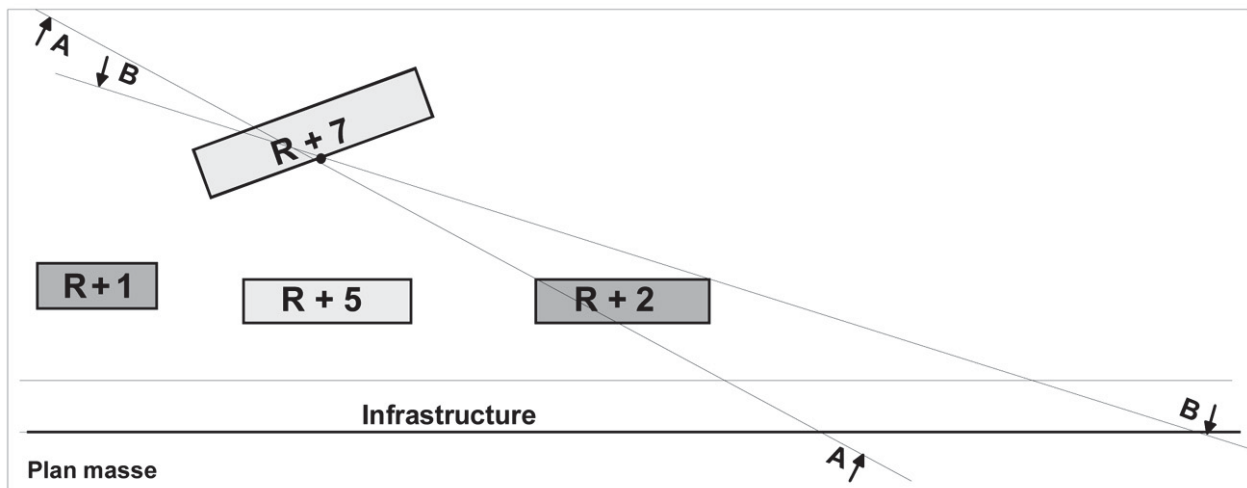 A
B
R + 7
R + 1
R + 5
R + 2
Infrastructure
B
A
Plan masse